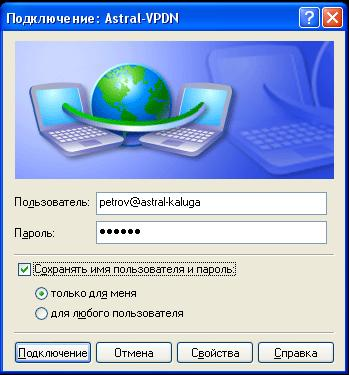 Подключение: Astral-VPDN
Пользователь: petrov@astral-kaluga
Пароль: ●●●●●●
Сохранять имя пользователя и пароль:
только для меня
для любого пользователя
Подключение Отмена Свойства Справка